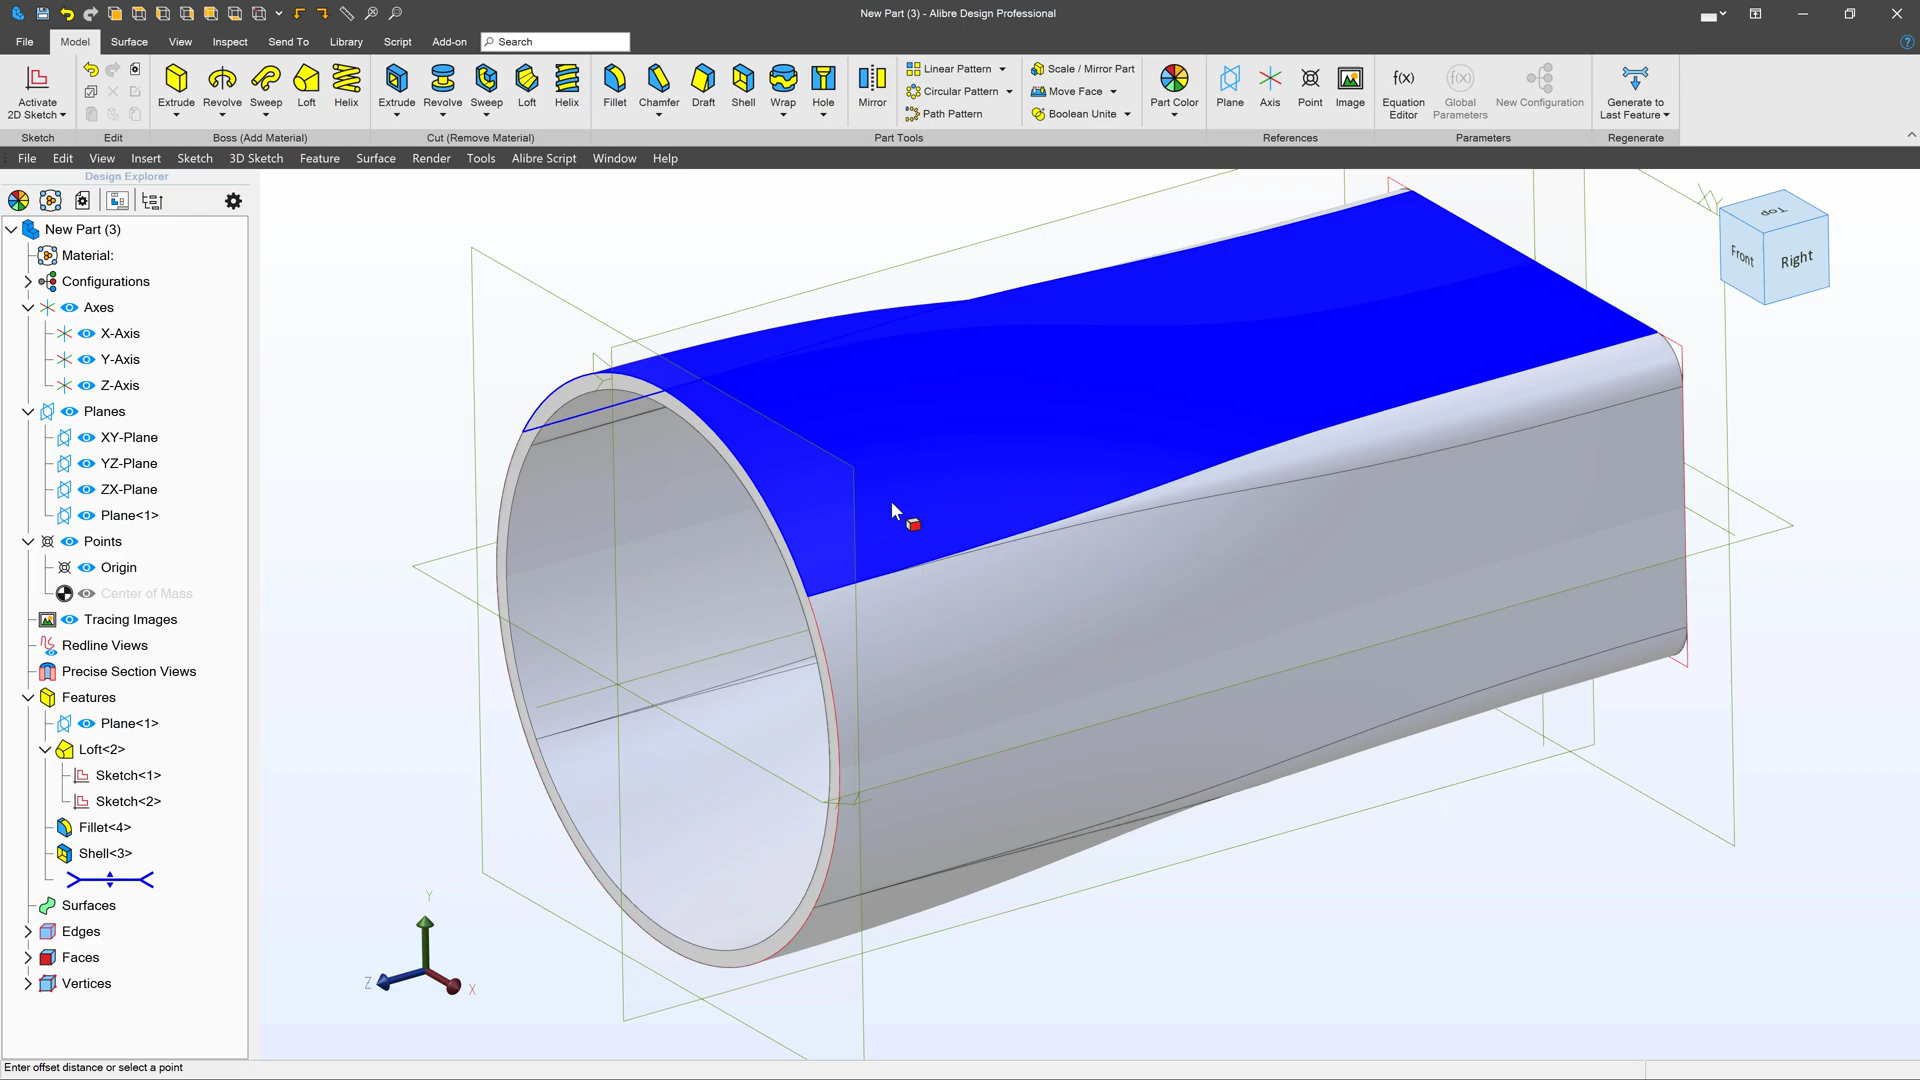 New Part (3) - Alibre Design Professional
File Model Surface View Inspect Send To Library Script Add-on Search
Activate 2D Sketch
Extrude Revolve Sweep Loft Helix
Extrude Revolve Sweep Loft Helix
Fillet Chamfer Draft Shell Wrap Hole
Mirror
Linear Pattern
Circular Pattern
Path Pattern
Scale / Mirror Part
Move Face
Boolean Unite
Part Color
Plane Axis Point Image
Equation Editor
f(x)
Global Parameters
f(x)
New Configuration
Generate to Last Feature
Sketch Edit Boss (Add Material) Cut (Remove Material) Part Tools References Parameters Regenerate
File Edit View Insert Sketch 3D Sketch Feature Surface Render Tools Alibre Script Window Help
Design Explorer
New Part (3)
Material:
Configurations
Axes
X-Axis
Y-Axis
Z-Axis
Planes
XY-Plane
YZ-Plane
ZX-Plane
Plane<1>
Points
Origin
Center of Mass
Tracing Images
Redline Views
Precise Section Views
Features
Plane<1>
Loft<2>
Sketch<1>
Sketch<2>
Fillet<4>
Shell<3>
Surfaces
Edges
Faces
Vertices
Top
Front
Right
Y
Z
X
Enter offset distance or select a point